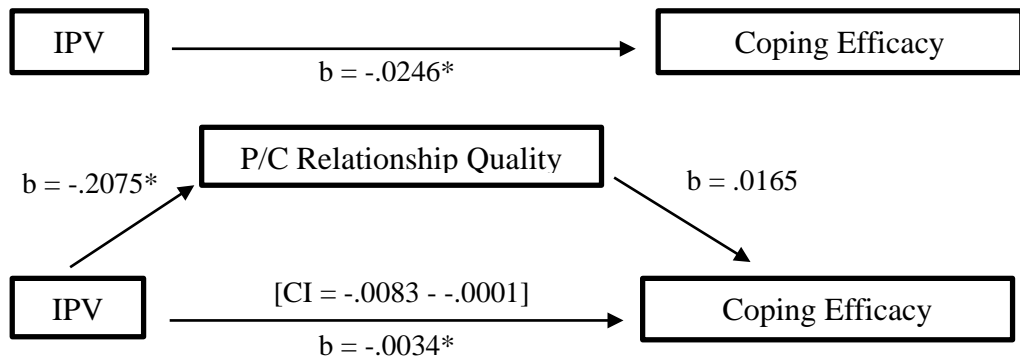 IPV
Coping Efficacy
b = -.0246*
P/C Relationship Quality
b = -.2075*
b = .0165
[CI = -.0083 - -.0001]
IPV
Coping Efficacy
b = -.0034*